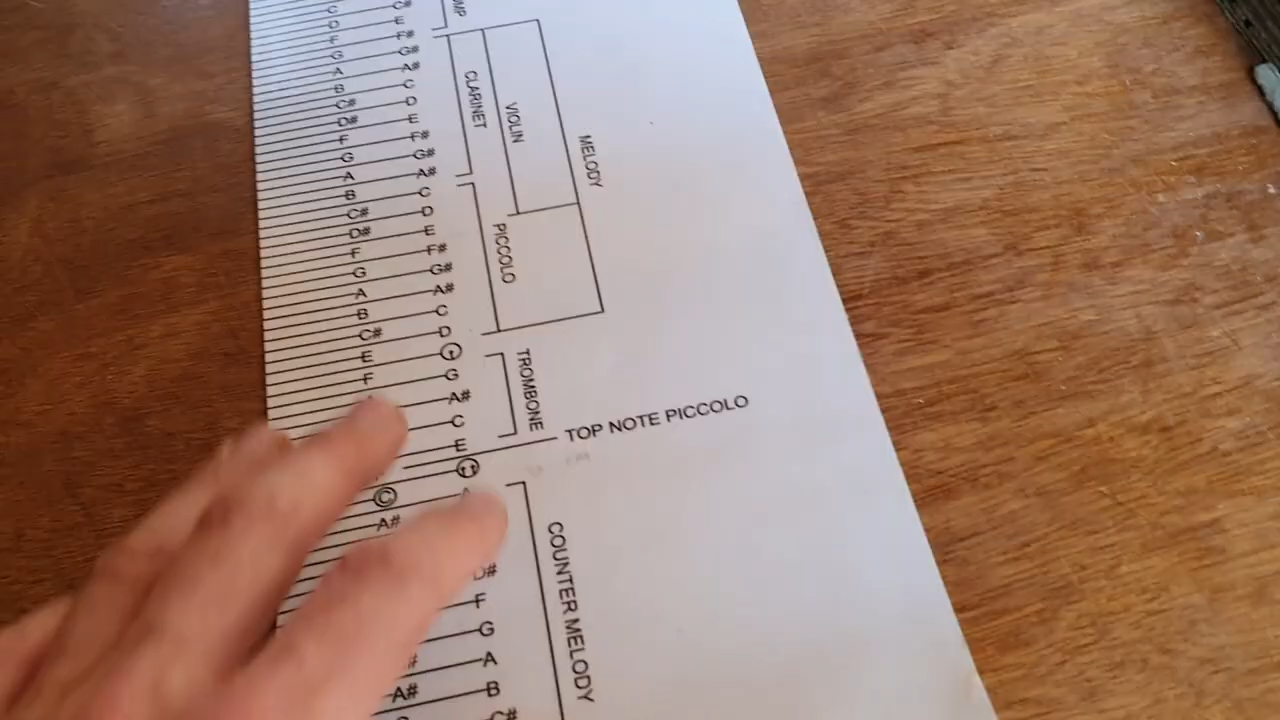 C C#
D E
F F#
G G#
A A#
B C
C# D
D# E
F F#
G G#
A A#
B C
C# D
D# E
F F#
G G#
A A#
B C
C# D
E
F G
A#
C
E
C
A#
D#
F
G
# A
A# B
C#
MP
CLARINET
VIOLIN
MELODY
PICCOLO
TROMBONE
TOP NOTE PICCOLO
COUNTER MELODY